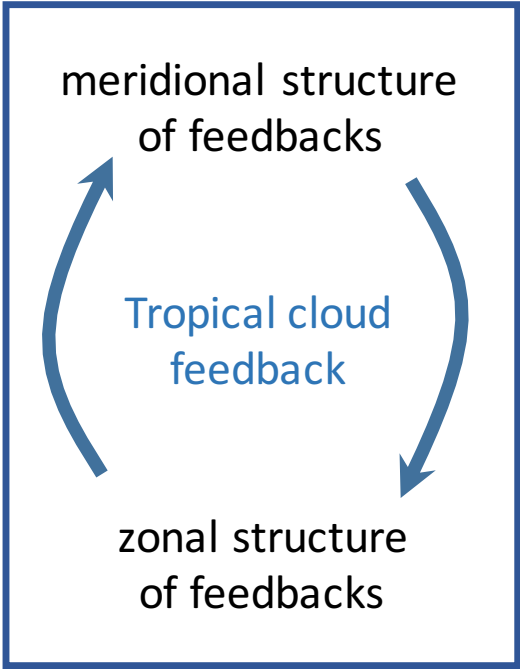 meridional structure
of feedbacks
Tropical cloud
feedback
zonal structure
of feedbacks